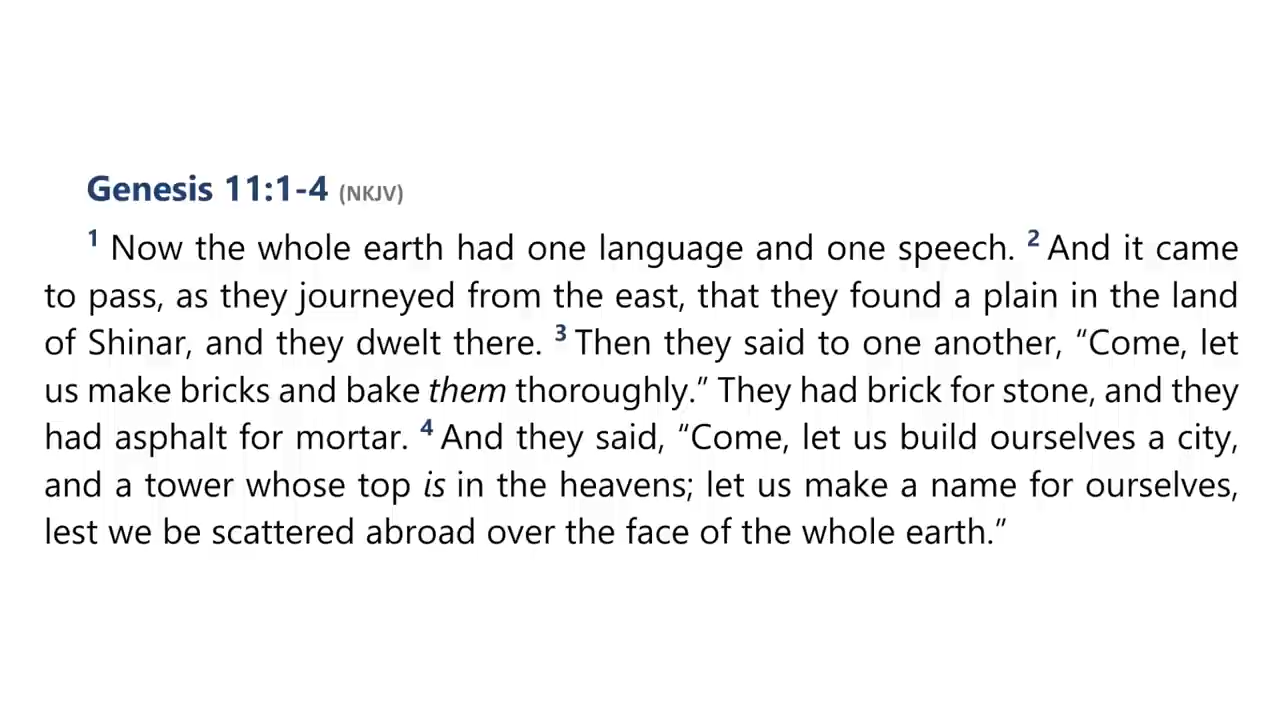 Genesis 11:1-4 (NKJV)
1 Now the whole earth had one language and one speech. 2 And it came
to pass, as they journeyed from the east, that they found a plain in the land
of Shinar, and they dwelt there. 3 Then they said to one another, “Come, let
us make bricks and bake them thoroughly.” They had brick for stone, and they
had asphalt for mortar. 4 And they said, “Come, let us build ourselves a city,
and a tower whose top is in the heavens; let us make a name for ourselves,
lest we be scattered abroad over the face of the whole earth.”